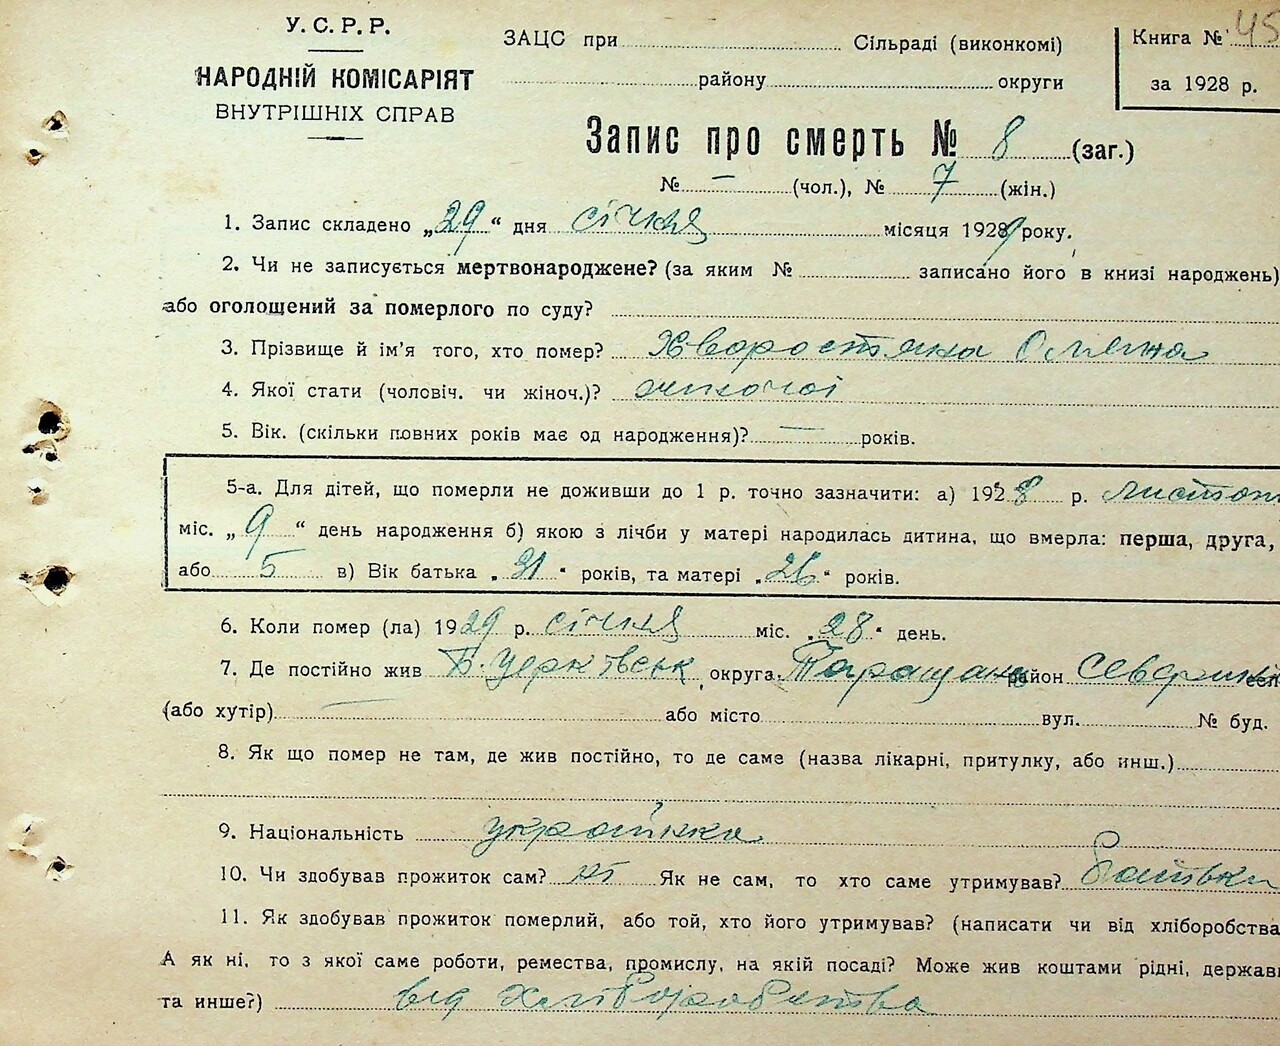 У.С.Р.Р.
НАРОДНІЙ КОМІСАРІЯТ
ВНУТРІШНІХ СПРАВ
ЗАЦС при Сільраді (виконкомі)
району округи
Книга № 45
за 1928 р.
Запис про смерть № 8 (заг.)
№ — (чол.), № 7 (жін.)
1. Запис складено „29“ дня січня місяця 1929 року.
2. Чи не записується мертвонароджене? (за яким № записано його в книзі народжень)
або оголошений за померлого по суду?
3. Прізвище й ім'я того, хто помер? Хворостяна Оляна
4. Якої стати (чоловіч. чи жіноч.)? жіночої
5. Вік. (скільки повних років має од народження)? — років.
5-а. Для дітей, що померли не доживши до 1 р. точно зазначити: а) 1928 р. листоп
міс. „9“ день народження б) якою з лічби у матері народилась дитина, що вмерла: перша, друга,
або 5 в) Вік батька „31“ років, та матері „26“ років.
6. Коли помер (ла) 1929 р. січня міс. „28“ день.
7. Де постійно жив Б.Церківськ округа. Таращан район Северин
(або хутір) — або місто вул. № буд.
8. Як що помер не там, де жив постійно, то де саме (назва лікарні, притулку, або инш.)
9. Національність українка
10. Чи здобував прожиток сам? ні Як не сам, то хто саме утримував? батьки
11. Як здобував прожиток померлий, або той, хто його утримував? (написати чи від хліборобства
А як ні, то з якої саме роботи, ремества, промислу, на якій посаді? Може жив коштами рідні, держав
та инше?) від хліборобства